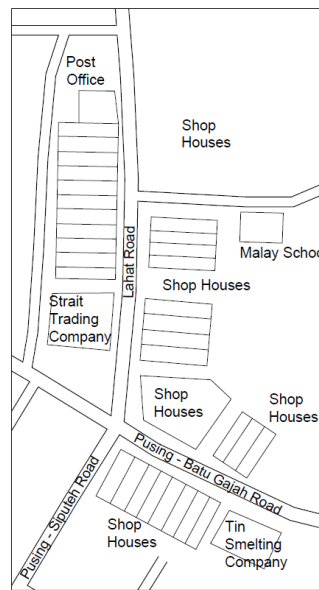 Post
Office
Shop
Houses
Lahat Road
Malay Schoo
Shop Houses
Strait
Trading
Company
Shop
Houses
Shop
Houses
Pusing - Batu Gajah Road
Pusing - Siputeh Road
Shop
Houses
Tin
Smelting
Company